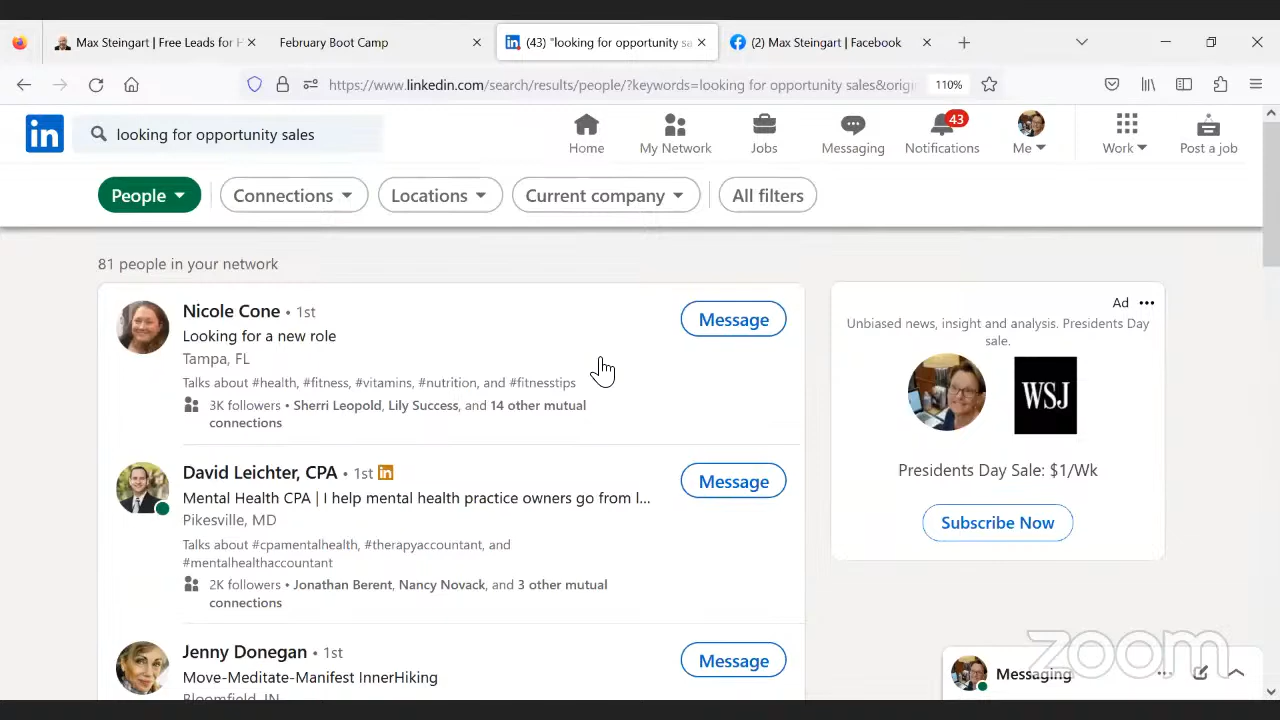 Max Steingart | Free Leads for
February Boot Camp
(43) "looking for opportunity sa
(2) Max Steingart | Facebook
https://www.linkedin.com/search/results/people/?keywords=looking for opportunity sales&origin
110%
in
looking for opportunity sales
Home
My Network
Jobs
Messaging
43
Notifications
Me
Work
Post a job
People
Connections
Locations
Current company
All filters
81 people in your network
Nicole Cone • 1st
Looking for a new role
Tampa, FL
Talks about #health, #fitness, #vitamins, #nutrition, and #fitnesstips
3K followers • Sherri Leopold, Lily Success, and 14 other mutual
connections
Message
David Leichter, CPA • 1st in
Mental Health CPA | I help mental health practice owners go from l...
Pikesville, MD
Talks about #cpamentalhealth, #therapyaccountant, and
#mentalhealthaccountant
2K followers • Jonathan Berent, Nancy Novack, and 3 other mutual
connections
Message
Jenny Donegan • 1st
Move-Meditate-Manifest InnerHiking
Bloomfield, IN
Message
Ad
Unbiased news, insight and analysis. Presidents Day
sale.
WSJ
Presidents Day Sale: $1/Wk
Subscribe Now
Messaging
zoom